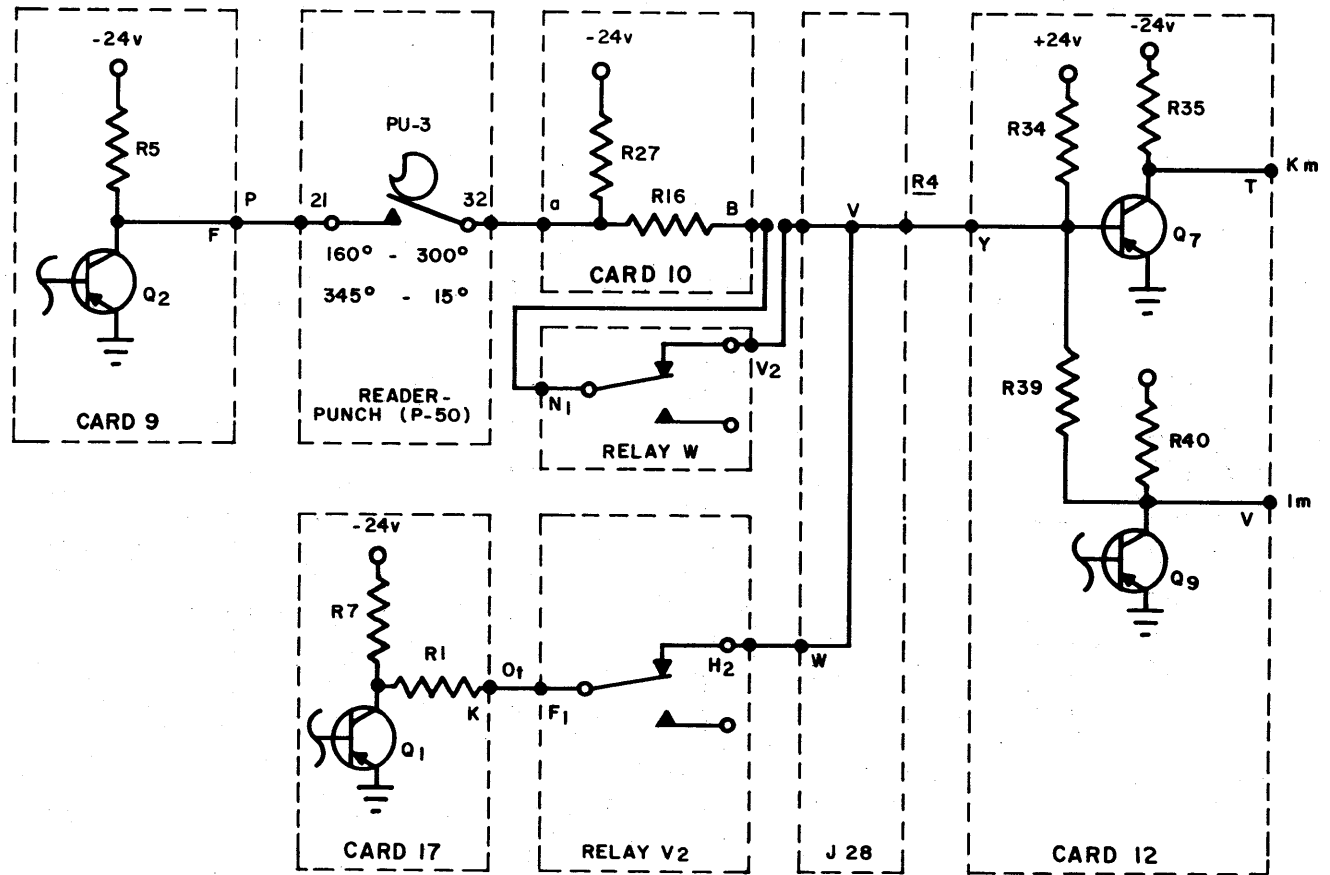 -24v
R5
P
F
Q2
CARD 9
PU-3
21
32
160° - 300°
345° - 15°
READER-
PUNCH (P-50)
-24v
R27
a
R16
B
CARD 10
V2
N1
RELAY W
-24v
R7
R1
Ot
K
Q1
CARD 17
F1
H2
RELAY V2
V
W
J 28
R4
Y
+24v
-24v
R34
R35
Km
T
Q7
R39
R40
Im
V
Q9
CARD 12